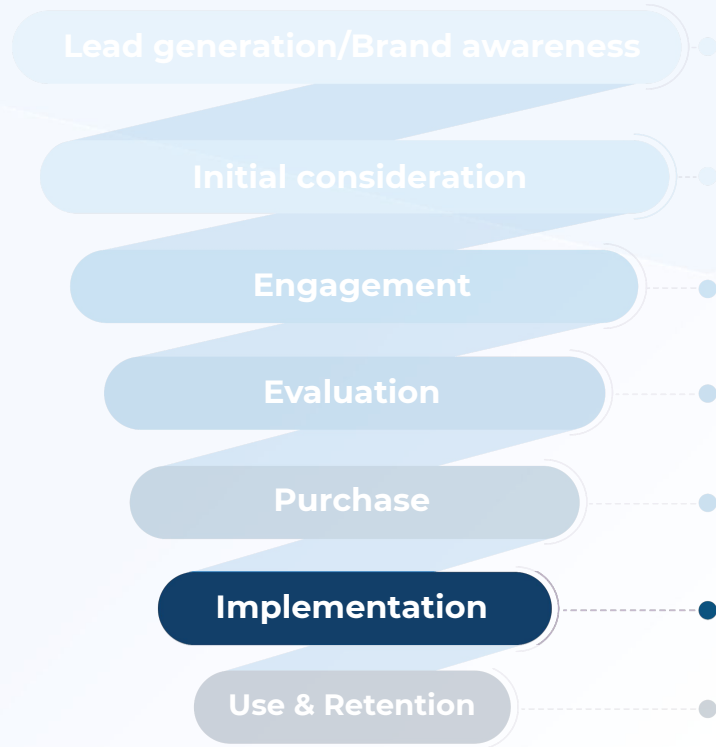 Lead generation/Brand awareness
Initial consideration
Engagement
Evaluation
Purchase
Implementation
Use & Retention